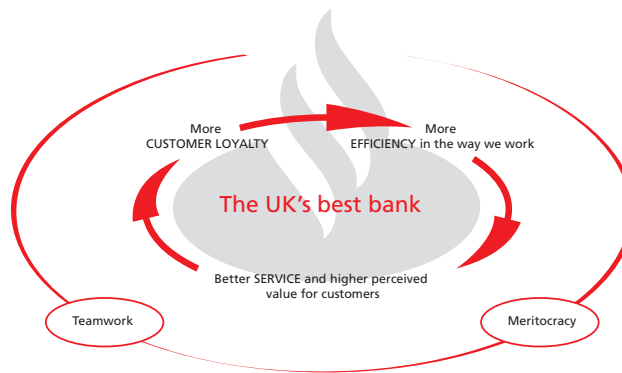 More
CUSTOMER LOYALTY
More
EFFICIENCY in the way we work
The UK's best bank
Better SERVICE and higher perceived
value for customers
Teamwork
Meritocracy